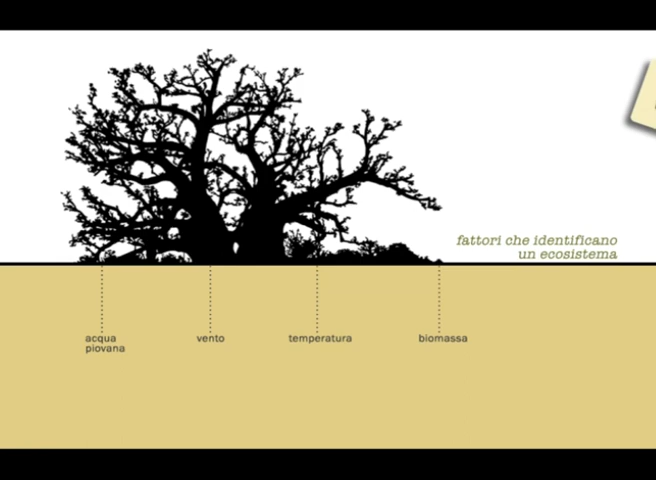 fattori che identificano
un ecosistema
acqua
piovana
vento
temperatura
biomassa